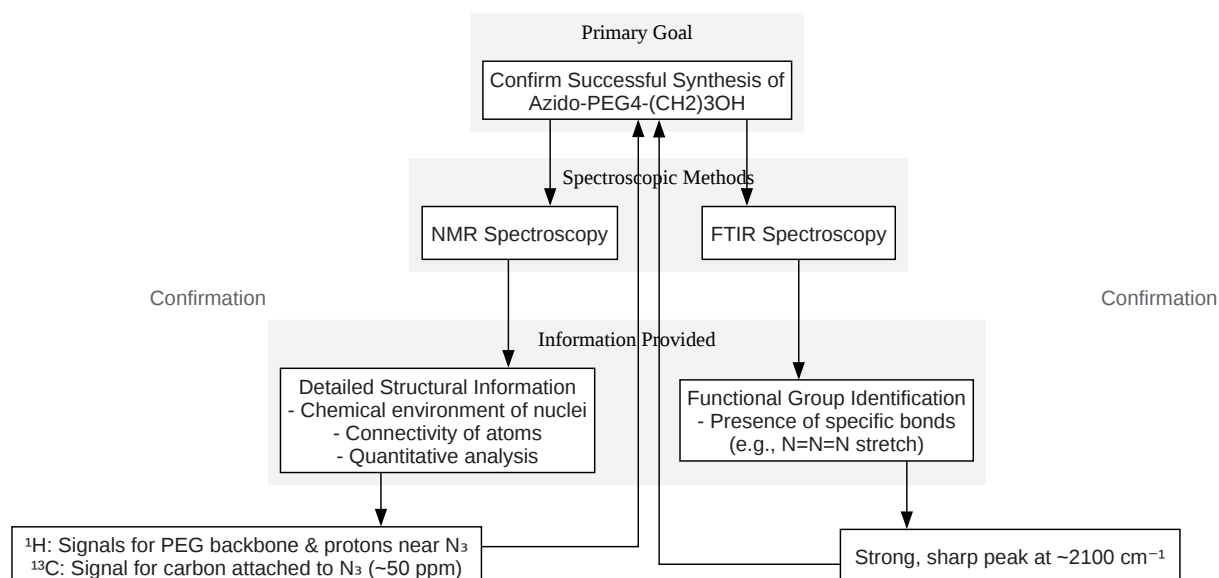 Primary Goal
Confirm Successful Synthesis of
Azido-PEG4-(CH2)3OH
Spectroscopic Methods
NMR Spectroscopy
FTIR Spectroscopy
Confirmation
Confirmation
Information Provided
Detailed Structural Information
- Chemical environment of nuclei
- Connectivity of atoms
- Quantitative analysis
Functional Group Identification
- Presence of specific bonds
(e.g., N=N=N stretch)
¹H: Signals for PEG backbone & protons near N₃
¹³C: Signal for carbon attached to N₃ (~50 ppm)
Strong, sharp peak at ~2100 cm⁻¹